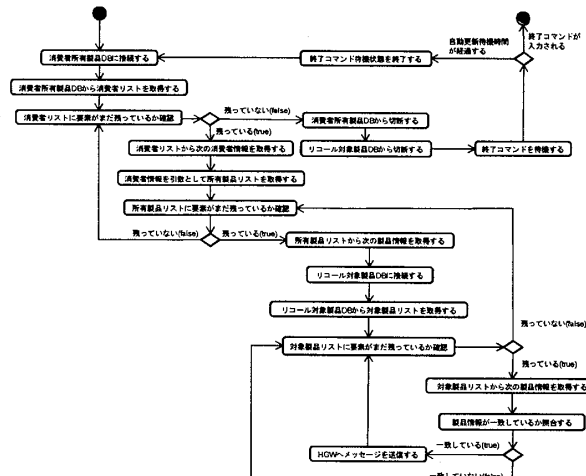 終了コマンドが
入力される
自動更新待機時間
が経過する
消費者所有製品DBに接続する
終了コマンド待機状態を終了する
消費者所有製品DBから消費者リストを取得する
残っていない(false)
消費者リストに要素がまだ残っているか確認
消費者所有製品DBから切断する
残っている(true)
消費者リストから次の消費者情報を取得する
リコール対象製品DBから切断する
終了コマンドを待機する
消費者情報を引数として所有製品リストを取得する
所有製品リストに要素がまだ残っているか確認
残っていない(false)
残っている(true)
所有製品リストから次の製品情報を取得する
リコール対象製品DBに接続する
リコール対象製品DBから対象製品リストを取得する
残っていない(false)
対象製品リストに要素がまだ残っているか確認
残っている(true)
対象製品リストから次の製品情報を取得する
製品情報が一致しているか照合する
一致している(true)
HGWへメッセージを送信する
一致していない(false)